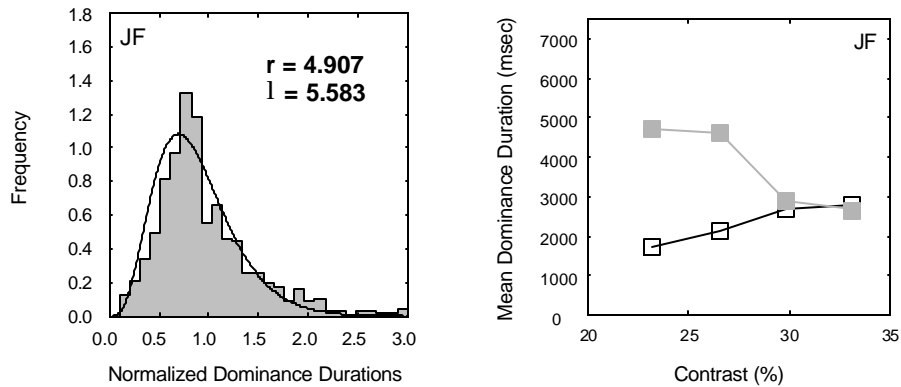 JF
r = 4.907
l = 5.583
Frequency
1.8
1.6
1.4
1.2
1.0
0.8
0.6
0.4
0.2
0.0
0.0 0.5 1.0 1.5 2.0 2.5 3.0
Normalized Dominance Durations
JF
Mean Dominance Duration (msec)
7000
6000
5000
4000
3000
2000
1000
0
20 25 30 35
Contrast (%)